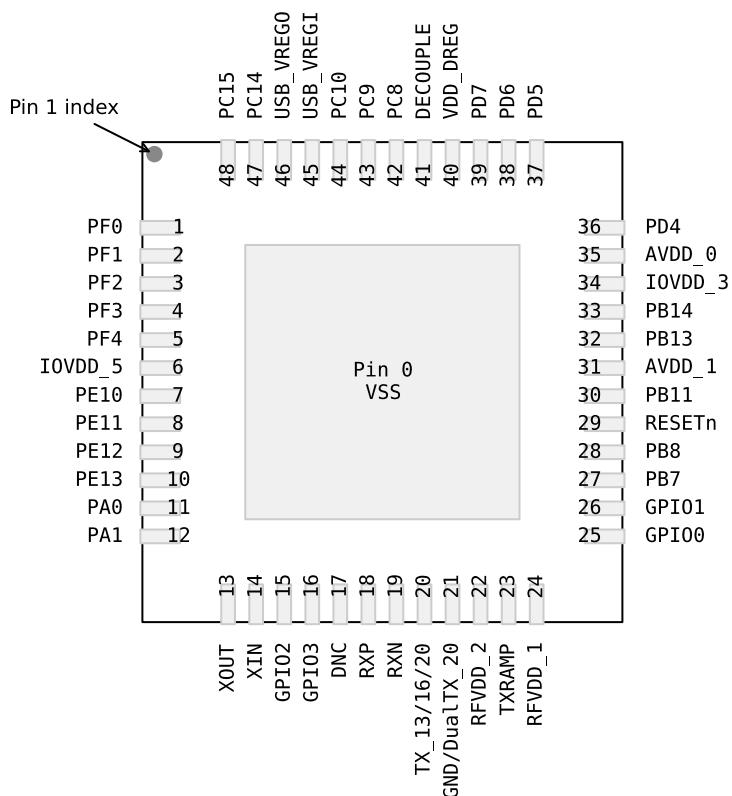 PC15
PC14
USB_VREGO
USB_VREGI
PC10
PC9
PC8
DECOUPLE
VDD_DREG
PD7
PD6
PD5
Pin 1 index
48
47
46
45
44
43
42
41
40
39
38
37
PF0 1
PF1 2
PF2 3
PF3 4
PF4 5
IOVDD_5 6
PE10 7
PE11 8
PE12 9
PE13 10
PA0 11
PA1 12
Pin 0
VSS
36 PD4
35 AVDD_0
34 IOVDD_3
33 PB14
32 PB13
31 AVDD_1
30 PB11
29 RESETn
28 PB8
27 PB7
26 GPIO1
25 GPIO0
13
14
15
16
17
18
19
20
21
22
23
24
XOUT
XIN
GPIO2
GPIO3
DNC
RXP
RXN
TX_13/16/20
GND/DualTX_20
RFVDD_2
TXRAMP
RFVDD_1